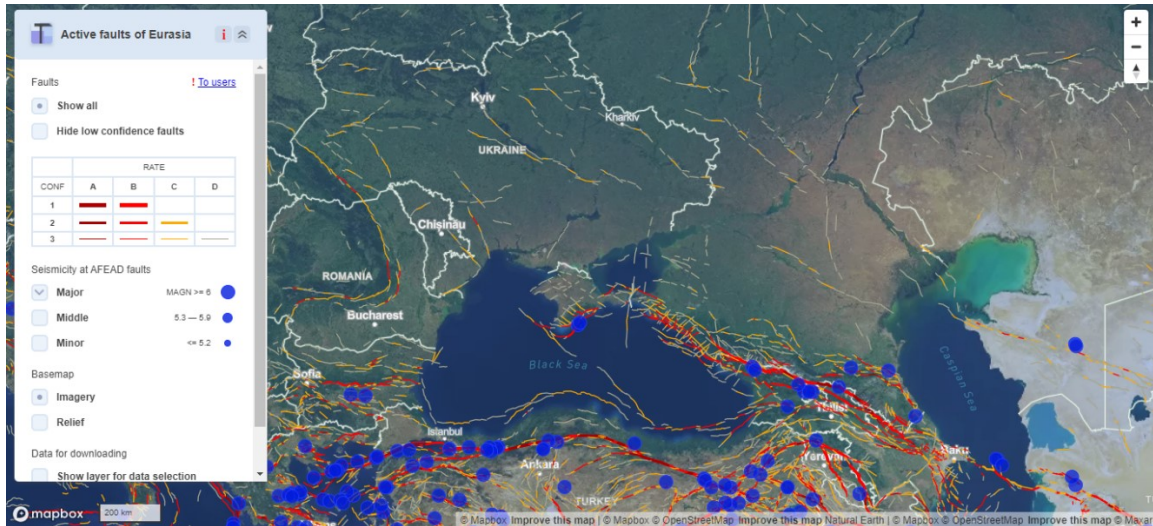 Active faults of Eurasia
i
Faults
! To users
Show all
Hide low confidence faults
RATE
CONF A B C D
1
2
3
Seismicity at AFEAD faults
Major MAGN >= 6
Middle 5.3 — 5.9
Minor <= 5.2
Basemap
Imagery
Relief
Data for downloading
Show layer for data selection
mapbox
200 km
Kyiv
Kharkiv
UKRAINE
Chișinău
ROMANIA
Bucharest
Black Sea
Caspian Sea
Sofia
Tbilisi
Istanbul
Ankara
Yerevan
Baku
TURKEY
© Mapbox Improve this map | © Mapbox © OpenStreetMap Improve this map Natural Earth | © Mapbox © OpenStreetMap Improve this map © Maxar